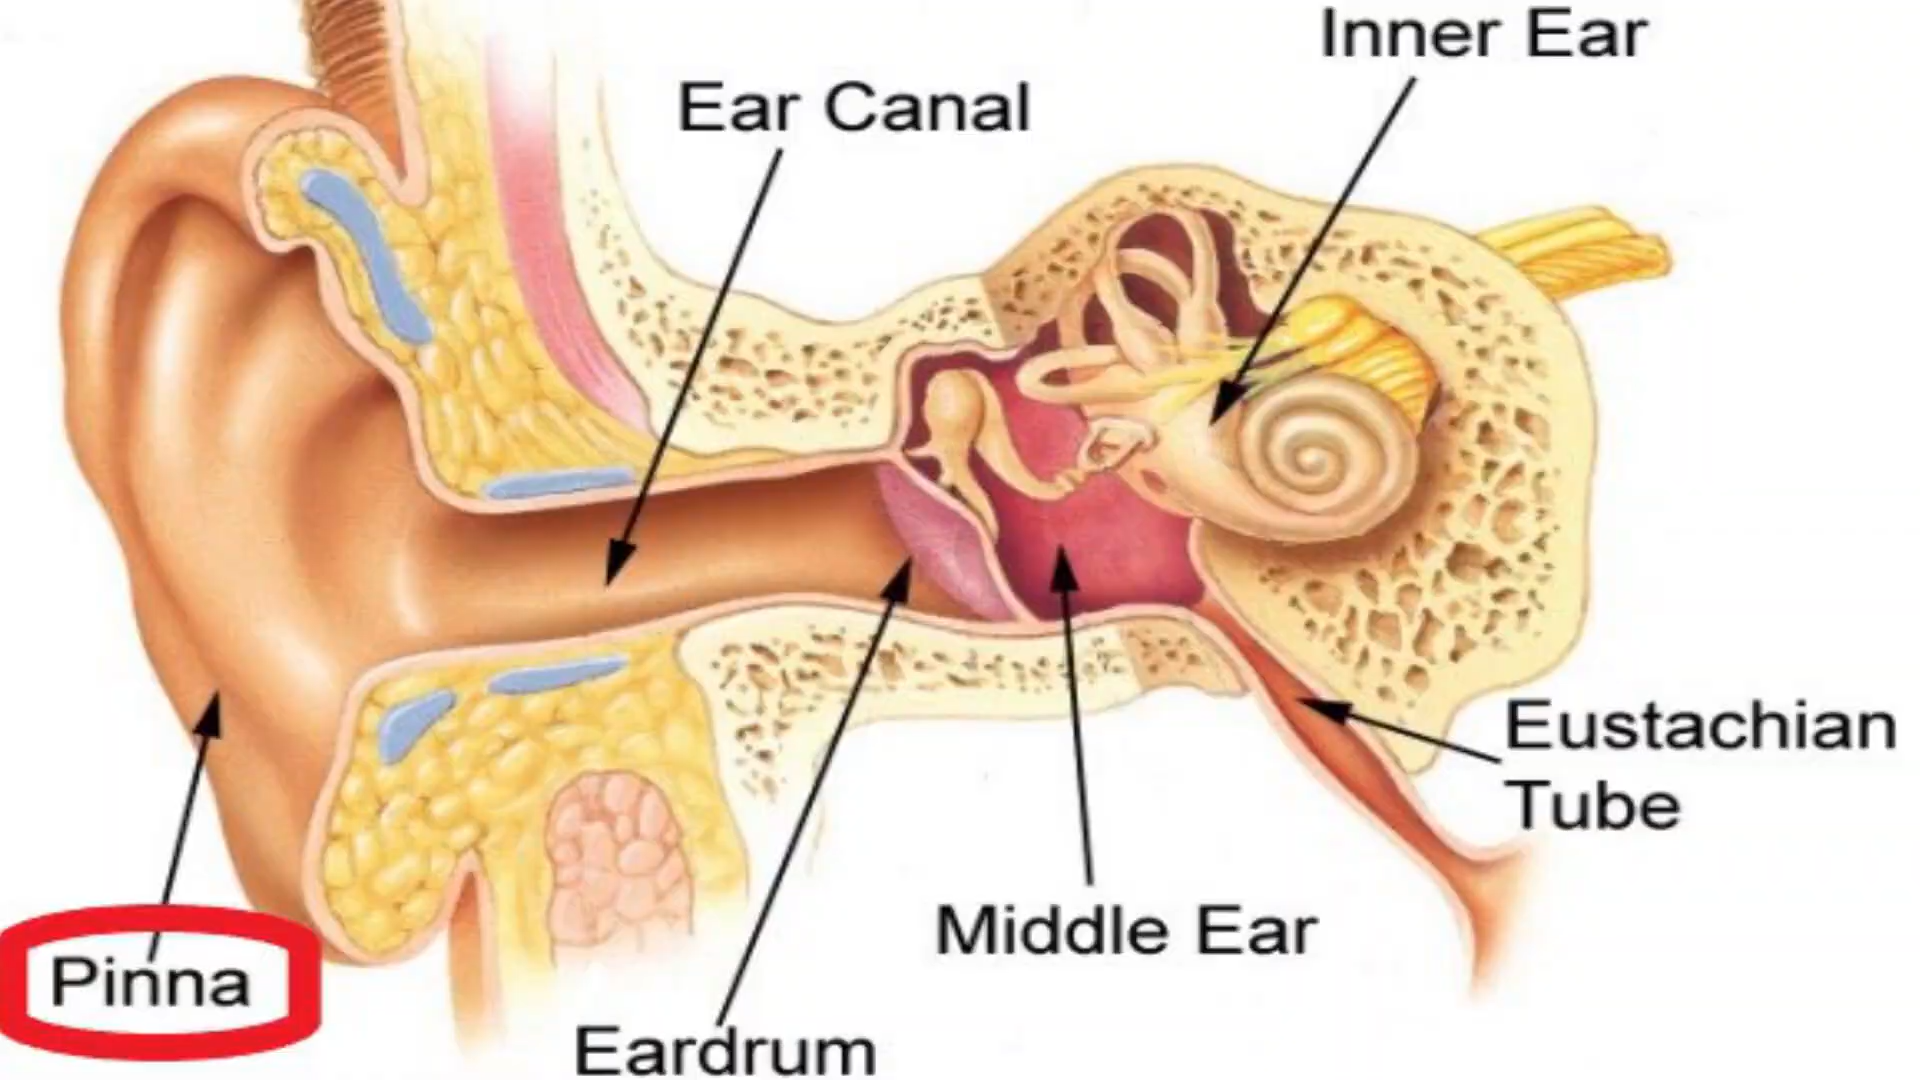 Inner Ear
Ear Canal
Eustachian
Tube
Middle Ear
Pinna
Eardrum